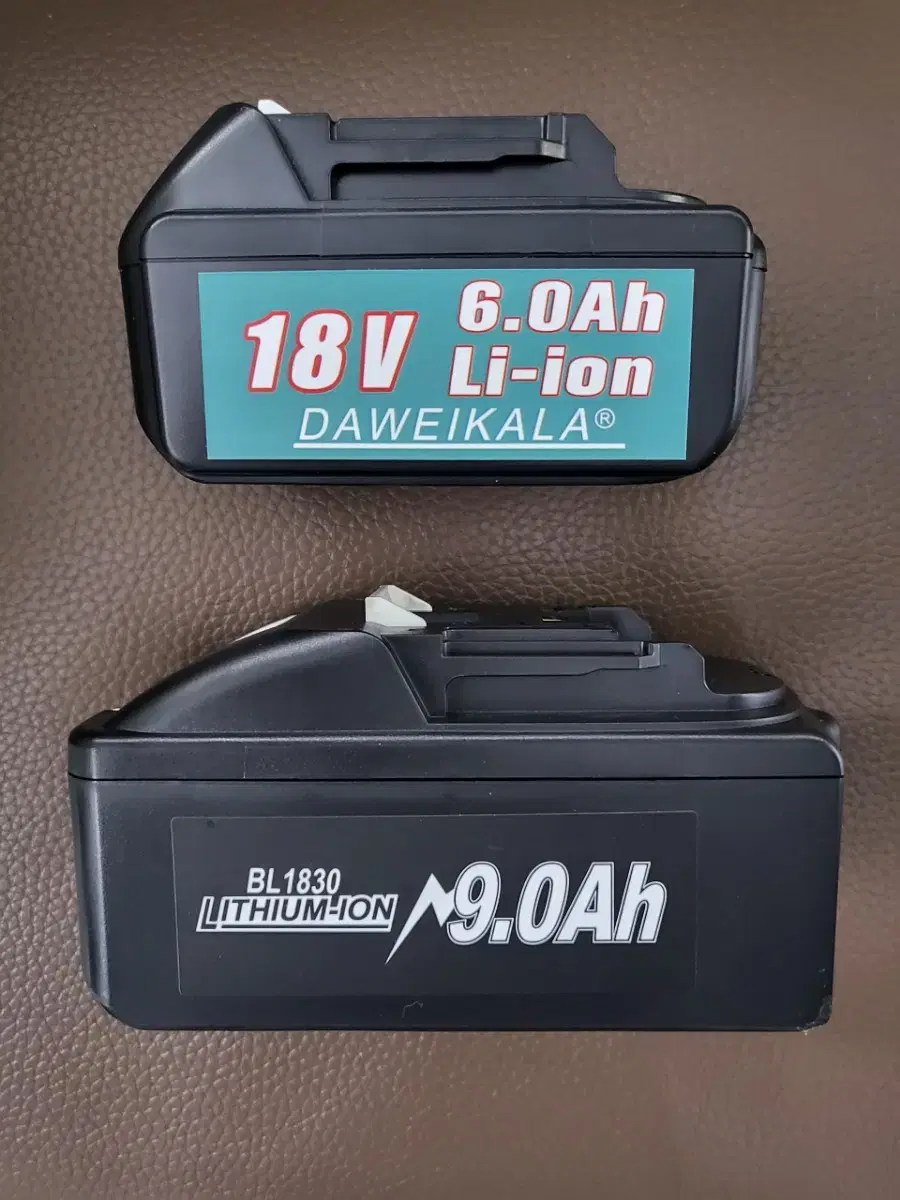 18V
6.0Ah
Li-ion
DAWEIKALA®
BL1830
LITHIUM-ION
9.0Ah